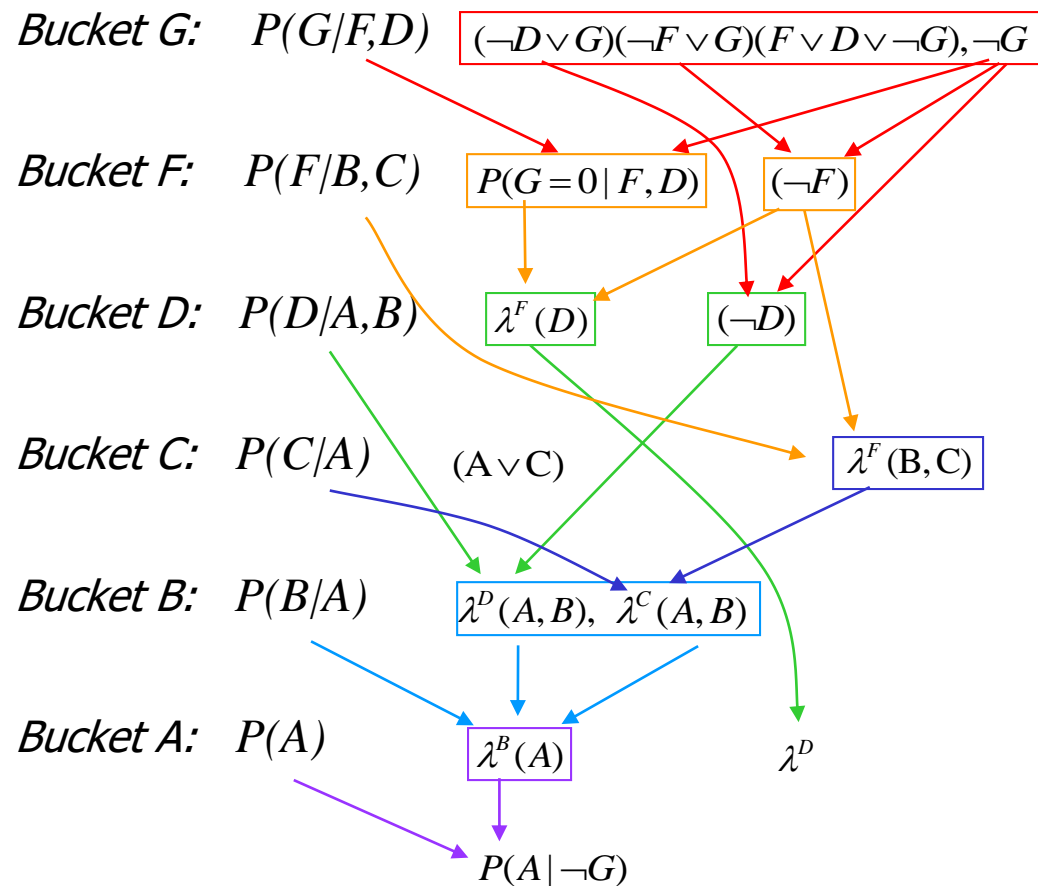 Bucket G: P(G/F,D) (¬D∨G)(¬F∨G)(F∨D∨¬G),¬G
Bucket F: P(F/B,C) P(G=0|F,D) (¬F)
Bucket D: P(D/A,B) λ^F(D) (¬D)
Bucket C: P(C/A) (A∨C) λ^F(B,C)
Bucket B: P(B/A) λ^D(A,B), λ^C(A,B)
Bucket A: P(A) λ^B(A) λ^D
P(A|¬G)